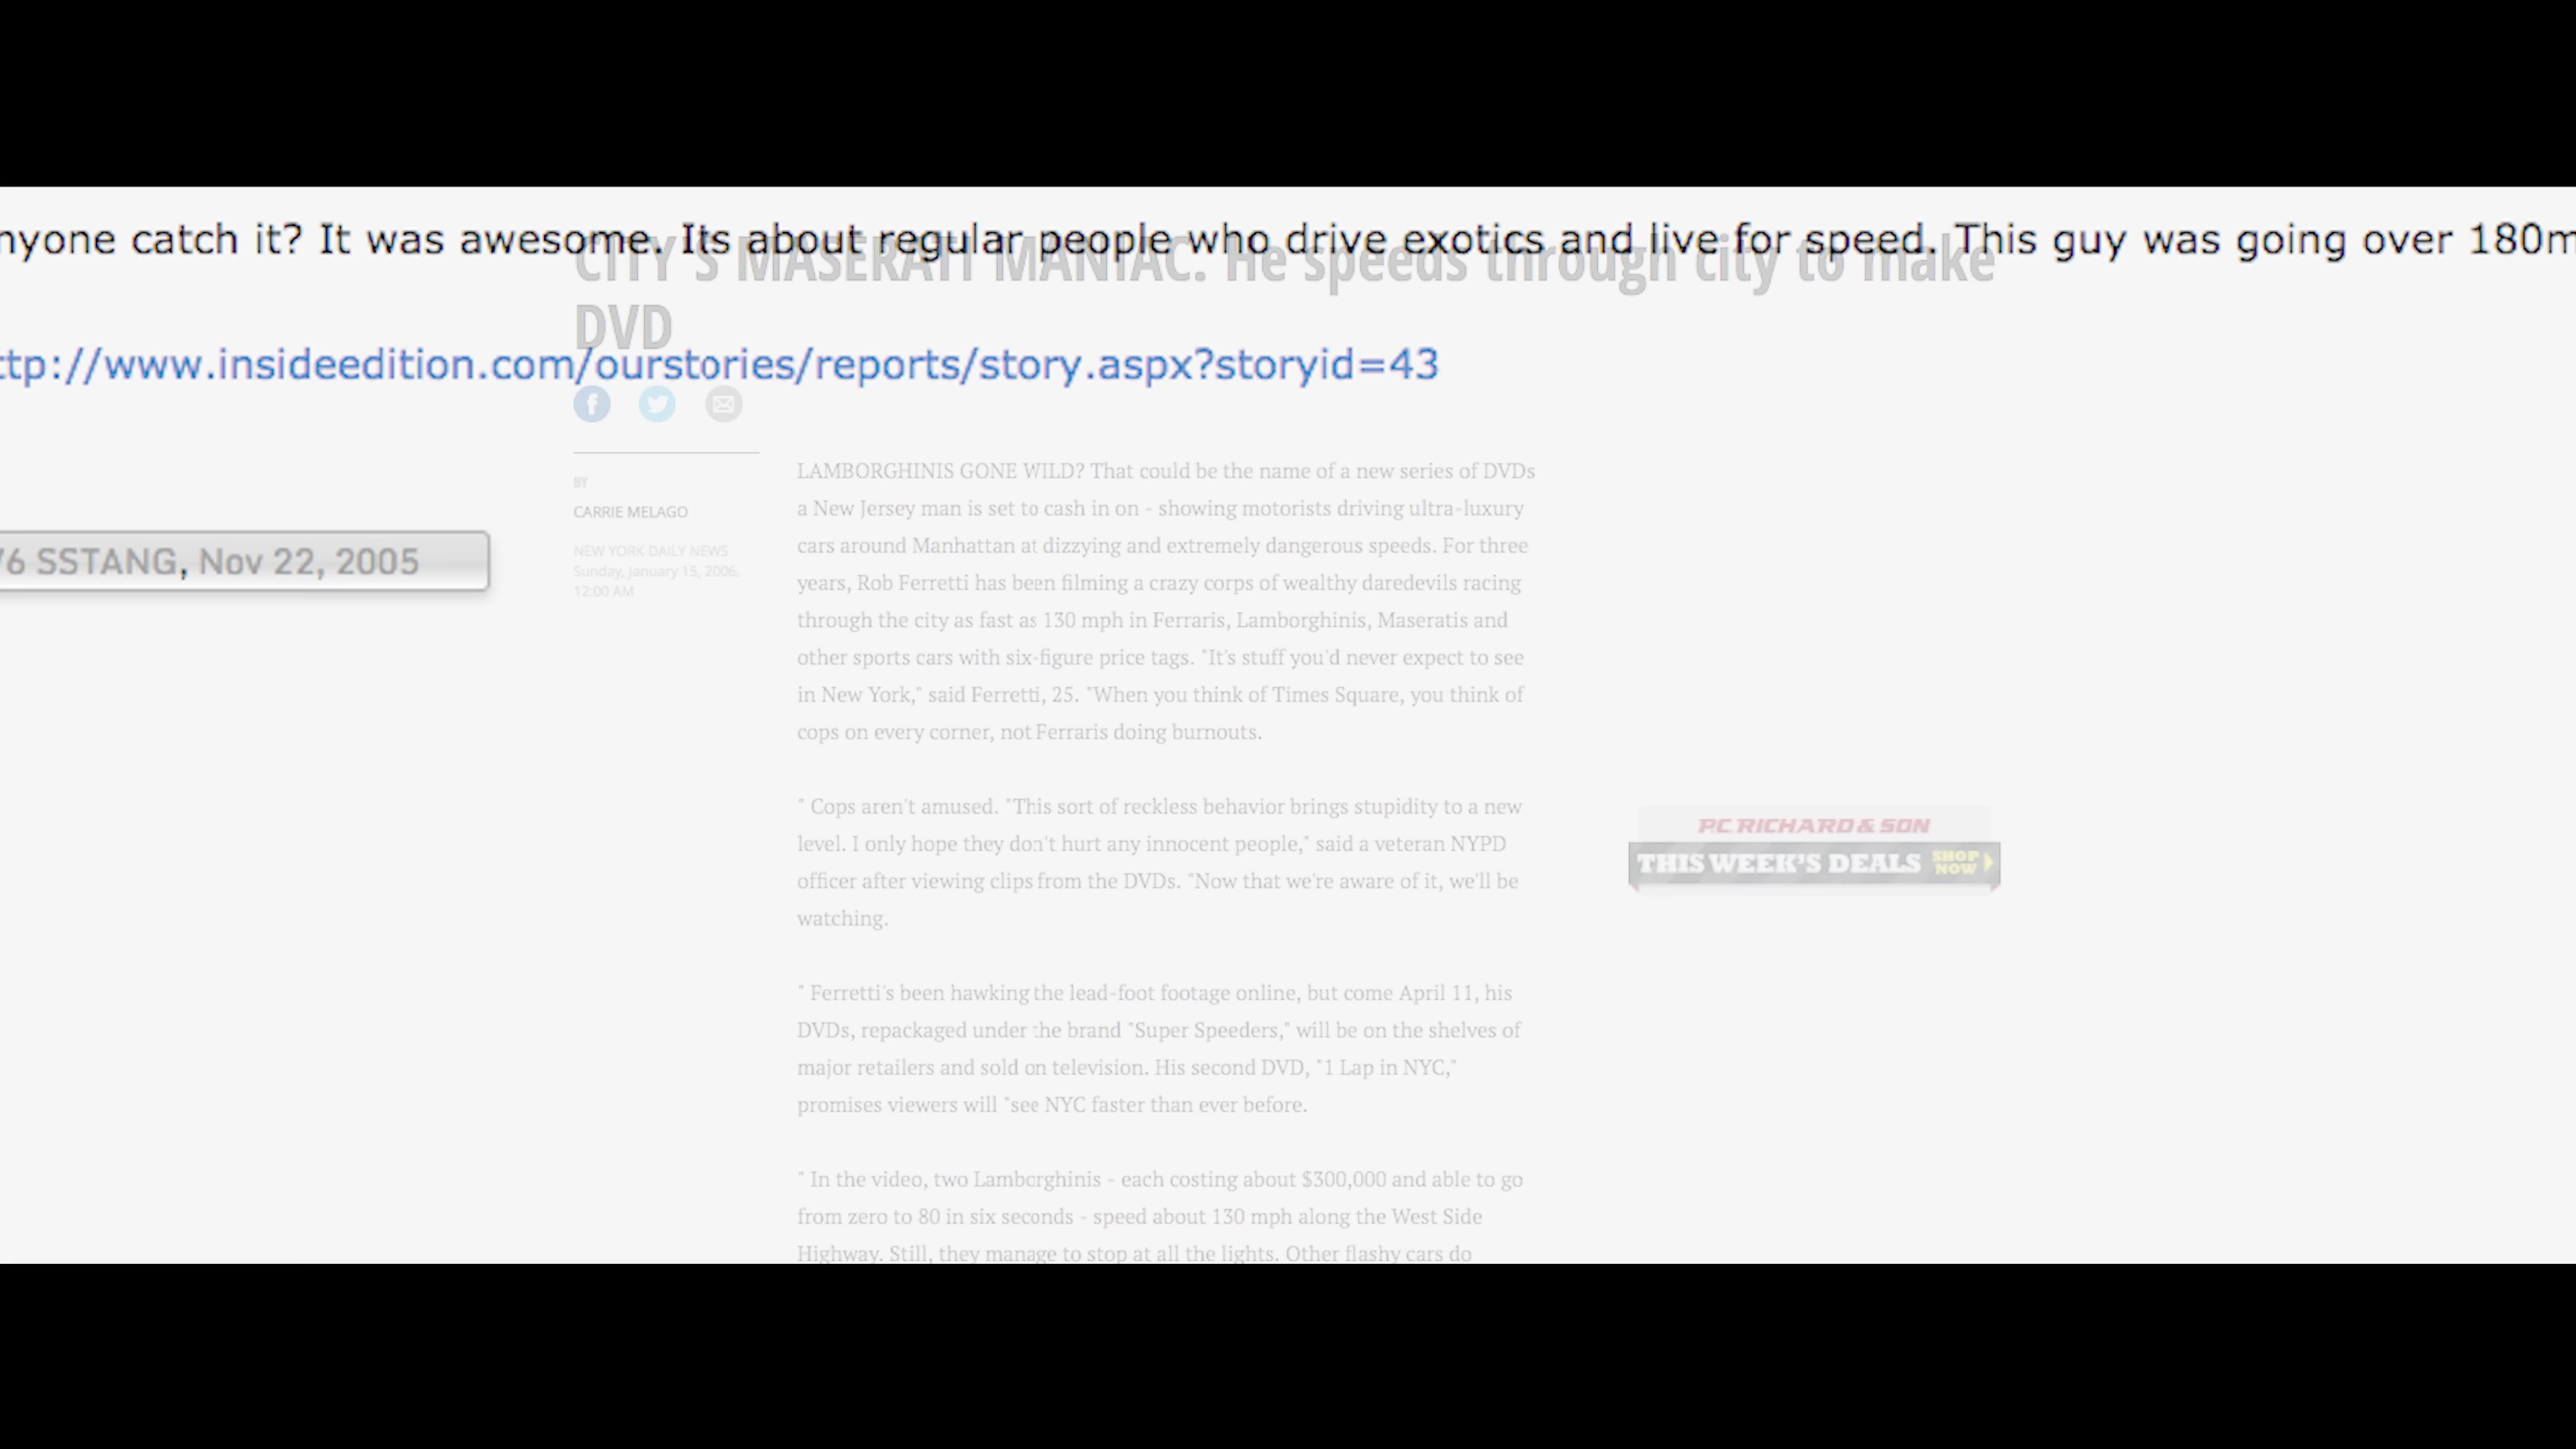 nyone catch it? It was awesome. Its about regular people who drive exotics and live for speed. This guy was going over 180m
CITY'S MASERATI MANIAC. He speeds through city to make
DVD
ttp://www.insideedition.com/ourstories/reports/story.aspx?storyid=43
BY
CARRIE MELAGO
NEW YORK DAILY NEWS
Sunday, January 15, 2006,
12:00 AM
76 SSTANG, Nov 22, 2005
LAMBORGHINIS GONE WILD? That could be the name of a new series of DVDs
a New Jersey man is set to cash in on - showing motorists driving ultra-luxury
cars around Manhattan at dizzying and extremely dangerous speeds. For three
years, Rob Ferretti has been filming a crazy corps of wealthy daredevils racing
through the city as fast as 130 mph in Ferraris, Lamborghinis, Maseratis and
other sports cars with six-figure price tags. "It's stuff you'd never expect to see
in New York," said Ferretti, 25. "When you think of Times Square, you think of
cops on every corner, not Ferraris doing burnouts.
" Cops aren't amused. "This sort of reckless behavior brings stupidity to a new
level. I only hope they don't hurt any innocent people," said a veteran NYPD
officer after viewing clips from the DVDs. "Now that we're aware of it, we'll be
watching.
" Ferretti's been hawking the lead-foot footage online, but come April 11, his
DVDs, repackaged under the brand "Super Speeders," will be on the shelves of
major retailers and sold on television. His second DVD, "1 Lap in NYC,"
promises viewers will "see NYC faster than ever before.
" In the video, two Lamborghinis - each costing about $300,000 and able to go
from zero to 80 in six seconds - speed about 130 mph along the West Side
Highway. Still, they manage to stop at all the lights. Other flashy cars do
P.C. RICHARD & SON
THIS WEEK'S DEALS SHOP NOW